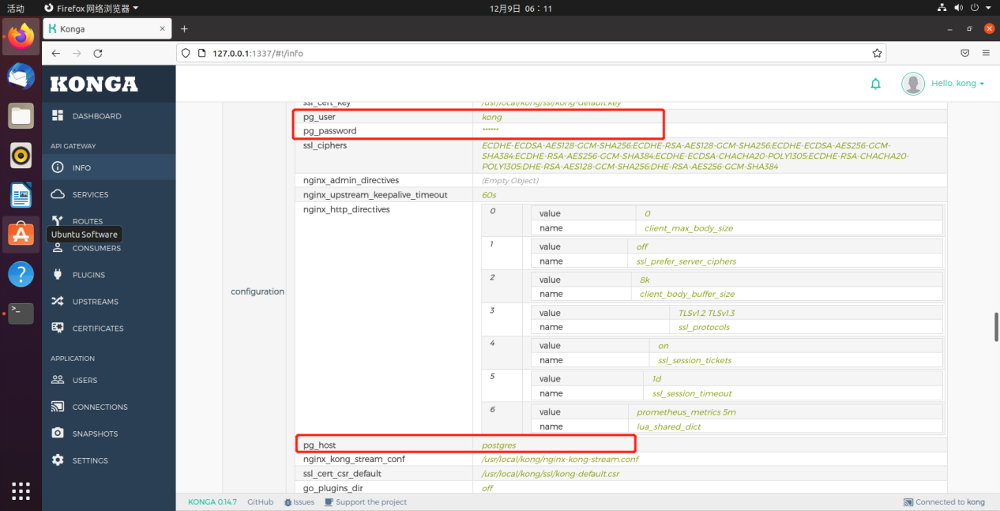 活动 Firefox 网络浏览器 12月9日 06：11
Konga
127.0.0.1:1337/#!/info
KONGA
Hello, kong
DASHBOARD
API GATEWAY
INFO
SERVICES
ROUTES
Ubuntu Software
CONSUMERS
PLUGINS
UPSTREAMS
CERTIFICATES
APPLICATION
USERS
CONNECTIONS
SNAPSHOTS
SETTINGS
configuration
ssl_cert_key /usr/local/kong/ssl/kong-default.key
pg_user kong
pg_password ******
ssl_ciphers ECDHE-ECDSA-AES128-GCM-SHA256:ECDHE-RSA-AES128-GCM-SHA256:ECDHE-ECDSA-AES256-GCM-
SHA384:ECDHE-RSA-AES256-GCM-SHA384:ECDHE-ECDSA-CHACHA20-POLY1305:ECDHE-RSA-CHACHA20-
POLY1305:DHE-RSA-AES128-GCM-SHA256:DHE-RSA-AES256-GCM-SHA384
nginx_admin_directives (Empty Object)
nginx_upstream_keepalive_timeout 60s
nginx_http_directives
0 value 0
name client_max_body_size
1 value off
name ssl_prefer_server_ciphers
2 value 8k
name client_body_buffer_size
3 value TLSv1.2 TLSv1.3
name ssl_protocols
4 value on
name ssl_session_tickets
5 value 1d
name ssl_session_timeout
6 value prometheus_metrics 5m
name lua_shared_dict
pg_host postgres
nginx_kong_stream_conf /usr/local/kong/nginx-kong-stream.conf
ssl_cert_csr_default /usr/local/kong/ssl/kong-default.csr
go_plugins_dir off
KONGA 0.14.7 GitHub Issues Support the project Connected to kong